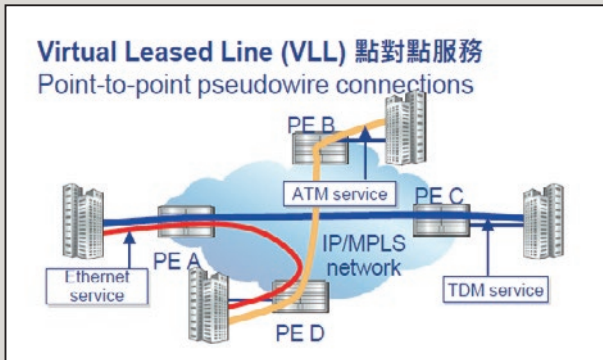 Virtual Leased Line (VLL) 點對點服務
Point-to-point pseudowire connections
PE B
ATM service
PE C
PE A
IP/MPLS
network
Ethernet
service
TDM service
PE D